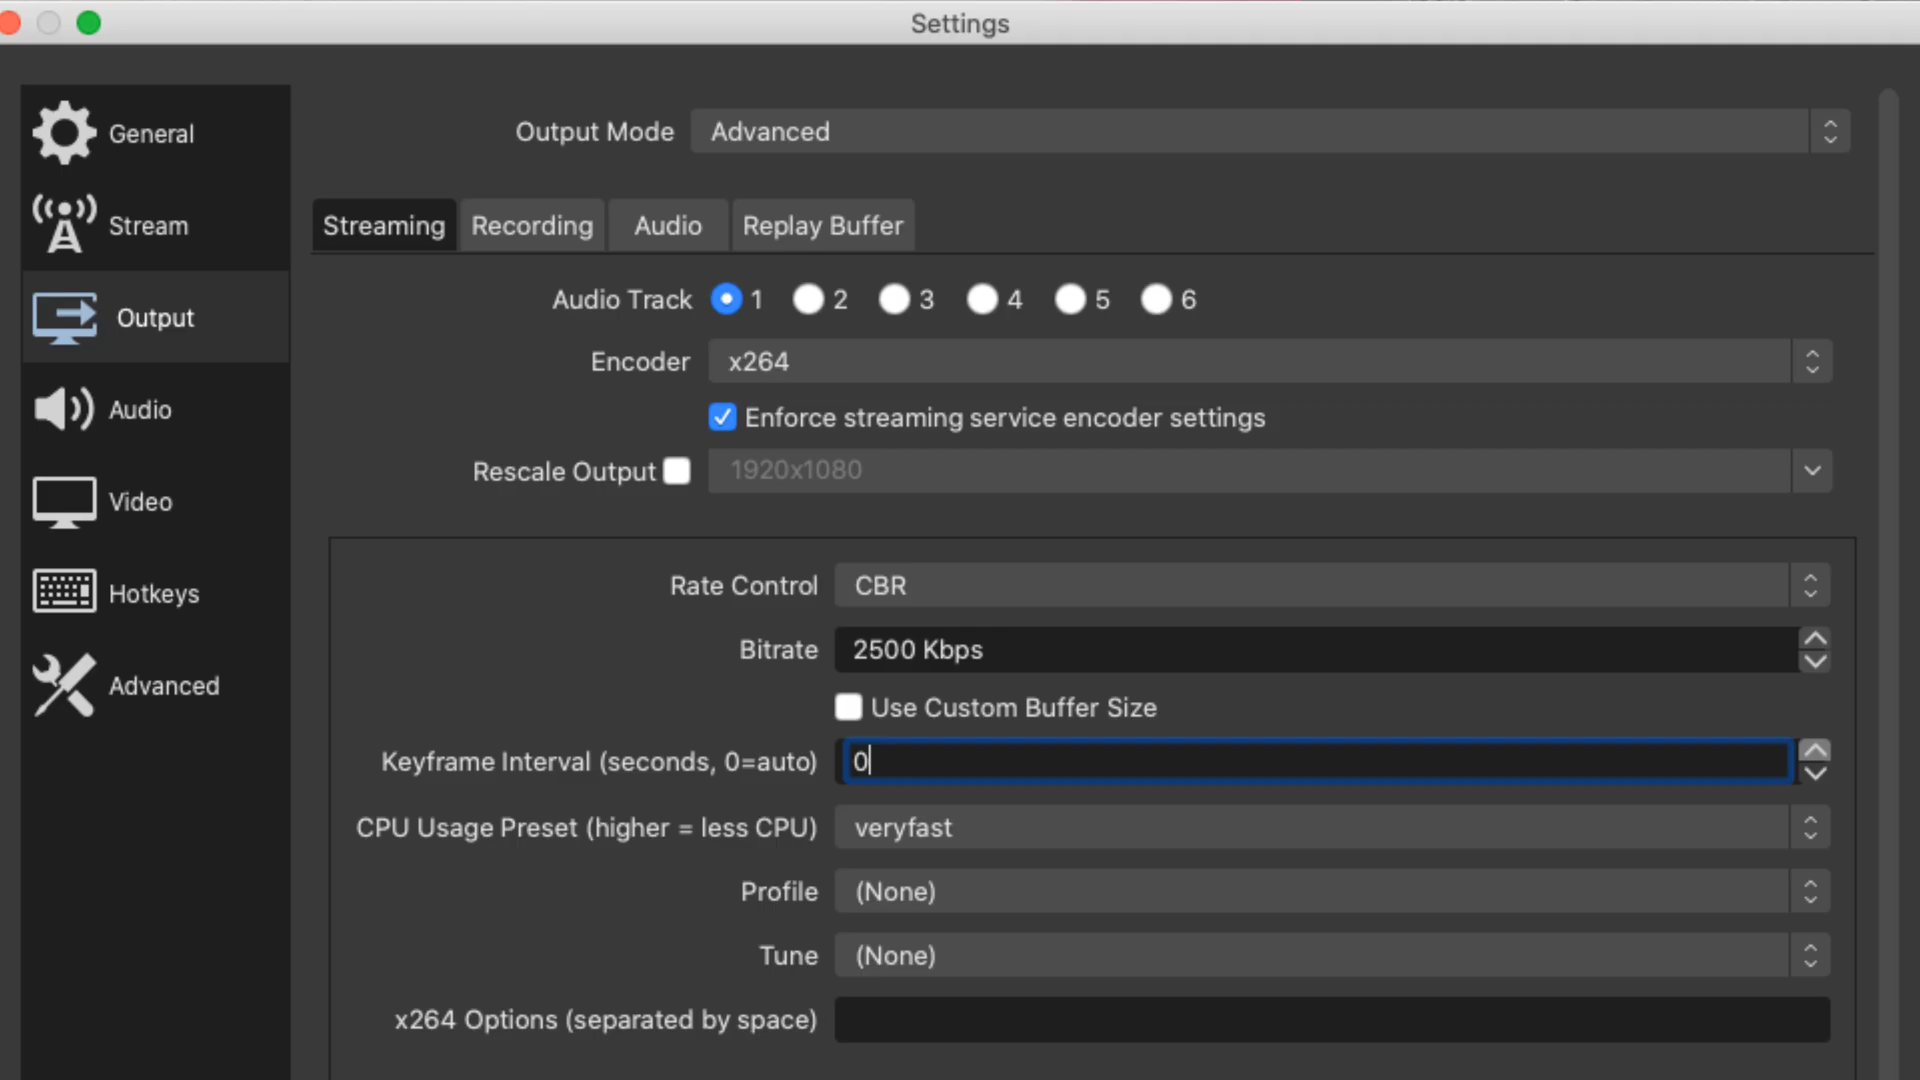 Settings
General
Stream
Output
Audio
Video
Hotkeys
Advanced
Output Mode Advanced
Streaming Recording Audio Replay Buffer
Audio Track 1 2 3 4 5 6
Encoder x264
Enforce streaming service encoder settings
Rescale Output 1920x1080
Rate Control CBR
Bitrate 2500 Kbps
Use Custom Buffer Size
Keyframe Interval (seconds, 0=auto) 0
CPU Usage Preset (higher = less CPU) veryfast
Profile (None)
Tune (None)
x264 Options (separated by space)